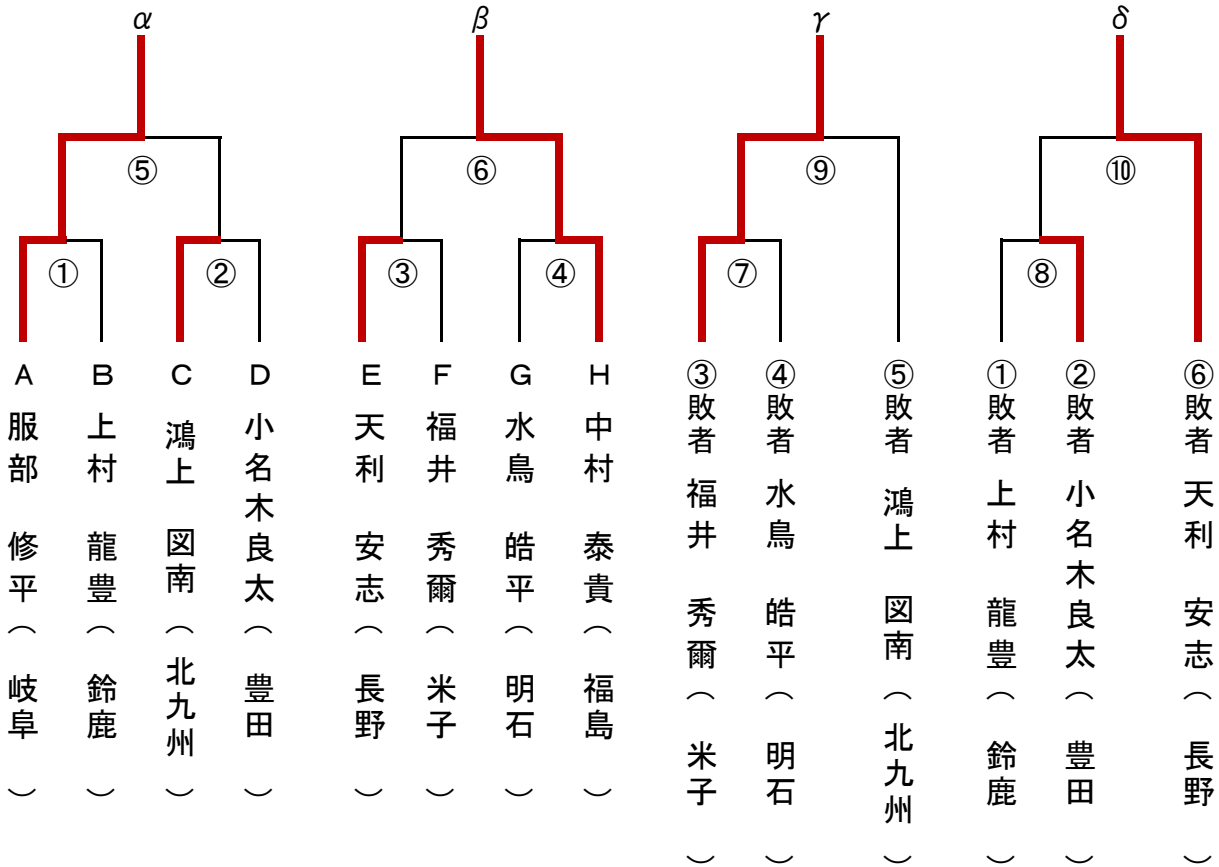 α
β
γ
δ
⑤
⑥
⑨
⑩
①
②
③
④
⑦
⑧
A 服部 修平(岐阜)
B 上村 龍豊(鈴鹿)
C 鴻上 図南(北九州)
D 小名木良太(豊田)
E 天利 安志(長野)
F 福井 秀爾(米子)
G 水鳥 皓平(明石)
H 中村 泰貴(福島)
③敗者 福井 秀爾(米子)
④敗者 水鳥 皓平(明石)
⑤敗者 鴻上 図南(北九州)
①敗者 上村 龍豊(鈴鹿)
②敗者 小名木良太(豊田)
⑥敗者 天利 安志(長野)